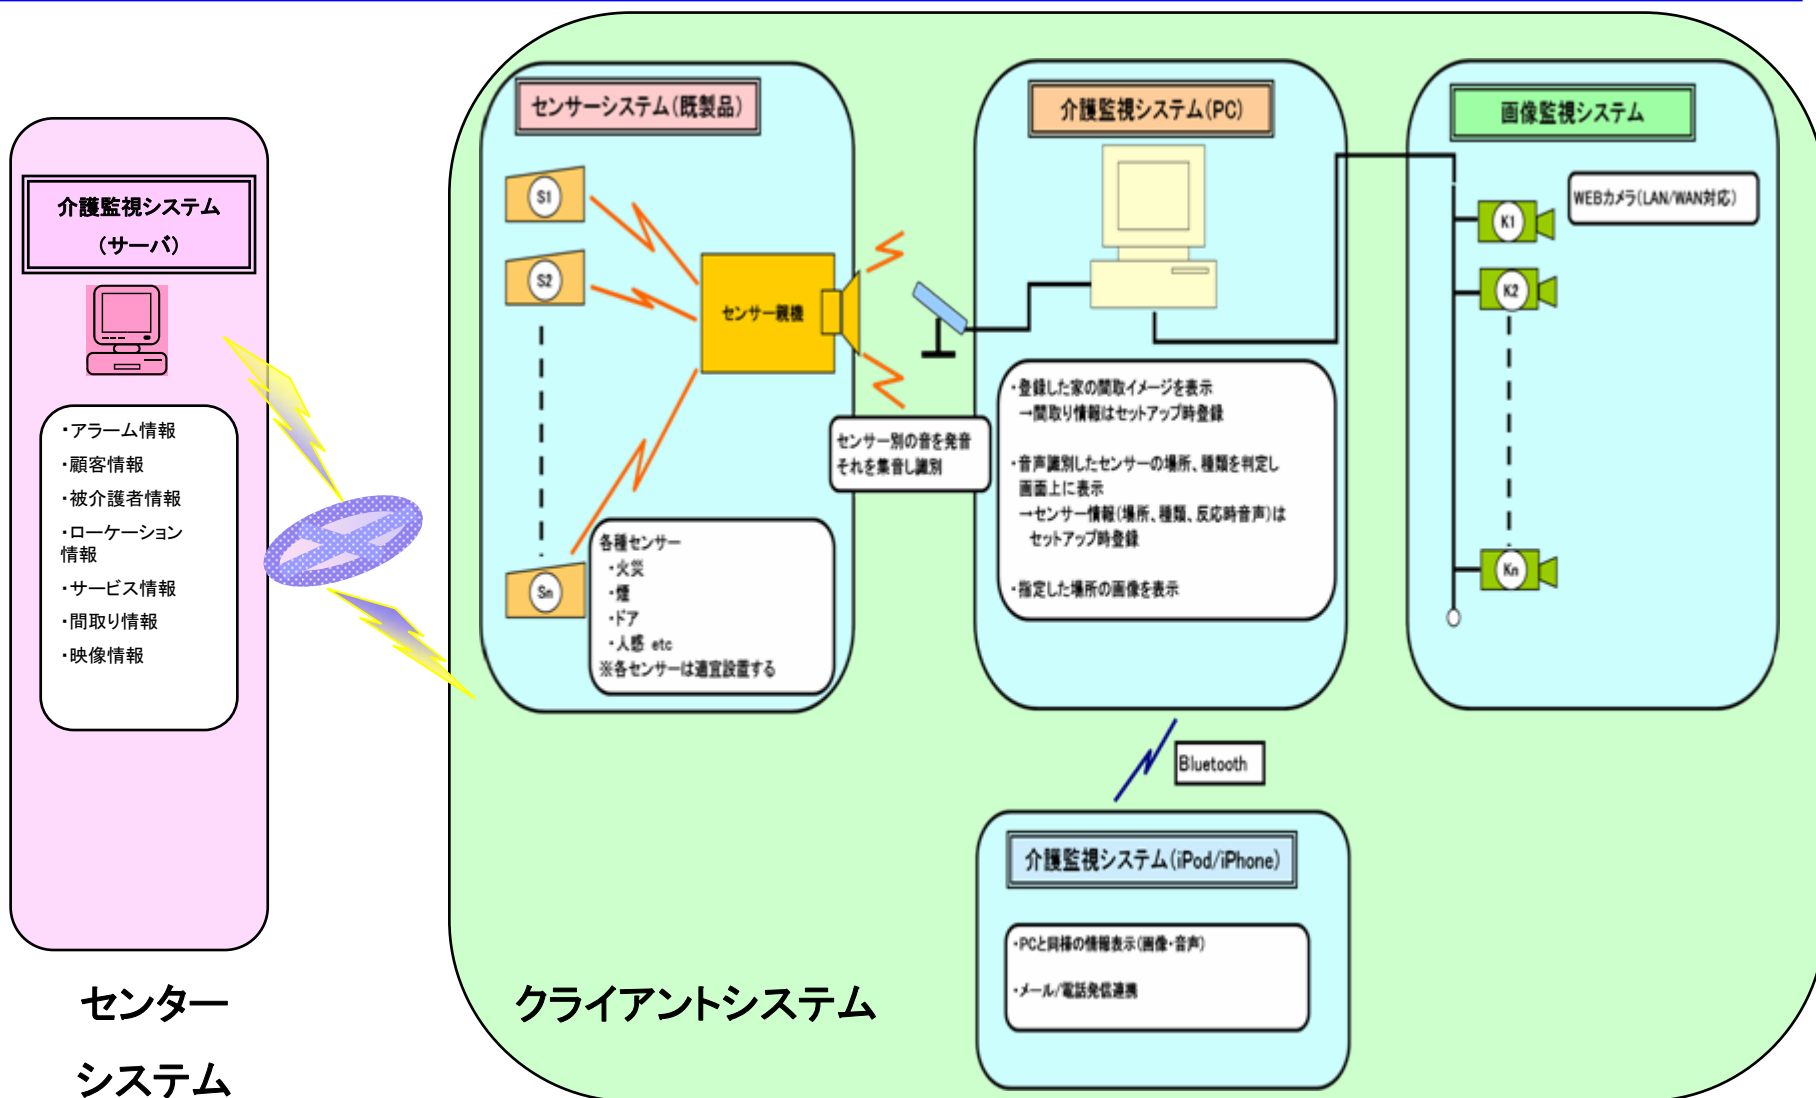 介護監視システム
(サーバ)
・アラーム情報
・顧客情報
・被介護者情報
・ローケーション
情報
・サービス情報
・間取り情報
・映像情報
センター
システム
センサーシステム(既製品)
S1
S2
Sn
センサー親機
センサー別の音を発音
それを集音し識別
各種センサー
・火災
・煙
・ドア
・人感 etc
※各センサーは適宜設置する
介護監視システム(PC)
・登録した家の間取イメージを表示
→間取り情報はセットアップ時登録
・音声識別したセンサーの場所、種類を判定し
画面上に表示
→センサー情報(場所、種類、反応時音声)は
セットアップ時登録
・指定した場所の画像を表示
画像監視システム
WEBカメラ(LAN/WAN対応)
K1
K2
Kn
Bluetooth
介護監視システム(iPod/iPhone)
・PCと同様の情報表示(画像・音声)
・メール/電話発信連携
クライアントシステム